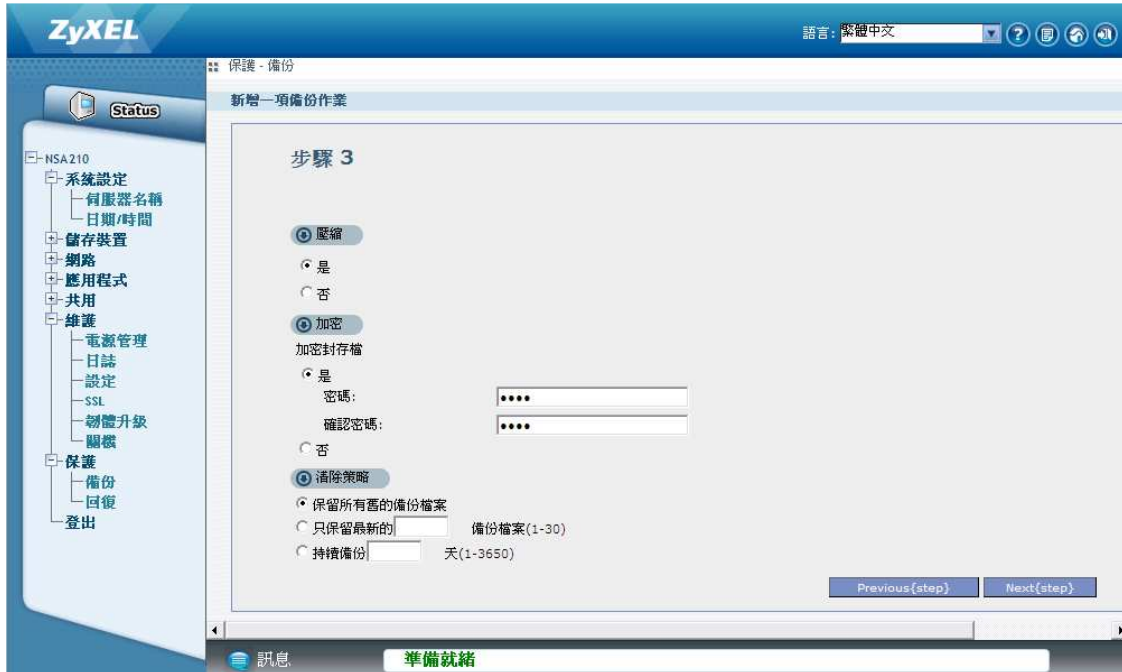 ZyXEL
語言: 繁體中文
保護 - 備份
Status
新增一項備份作業
NSA210
系統設定
伺服器名稱
日期/時間
儲存裝置
網路
應用程式
共用
維護
電源管理
日誌
設定
SSL
韌體升級
關機
保護
備份
回復
登出
步驟 3
壓縮
是
否
加密
加密封存檔
是
密碼: ••••
確認密碼: ••••
否
清除策略
保留所有舊的備份檔案
只保留最新的 備份檔案(1-30)
持續備份 天(1-3650)
Previous{step} Next{step}
訊息 準備就緒